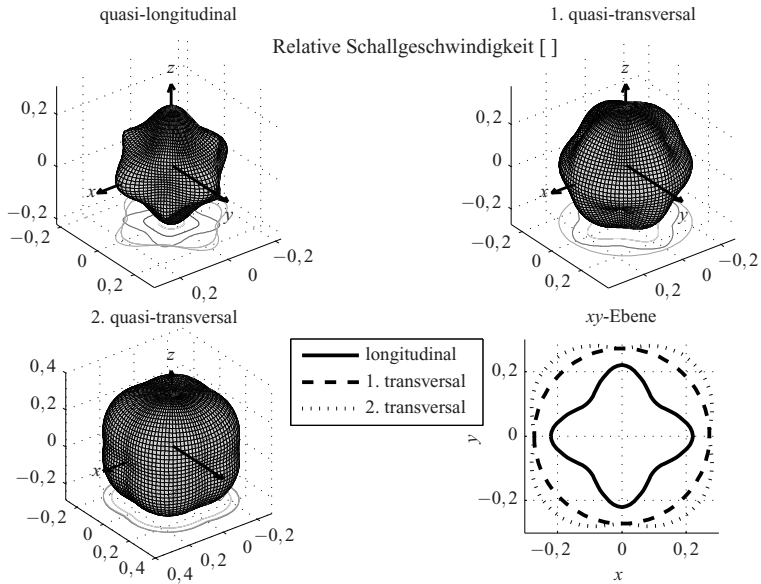 quasi-longitudinal
1. quasi-transversal
Relative Schallgeschwindigkeit [ ]
z
0,2
0
−0,2
x
y
−0,2
0
0,2
0,2
0
−0,2
z
0,2
0
−0,2
x
y
−0,2
0
0,2
0,2
0
−0,2
2. quasi-transversal
z
0,4
0,2
0
−0,2
x
−0,2
0
0,2
0,4
0,4
0,2
0
−0,2
longitudinal
1. transversal
2. transversal
xy-Ebene
0,2
0
−0,2
y
−0,2
0
0,2
x